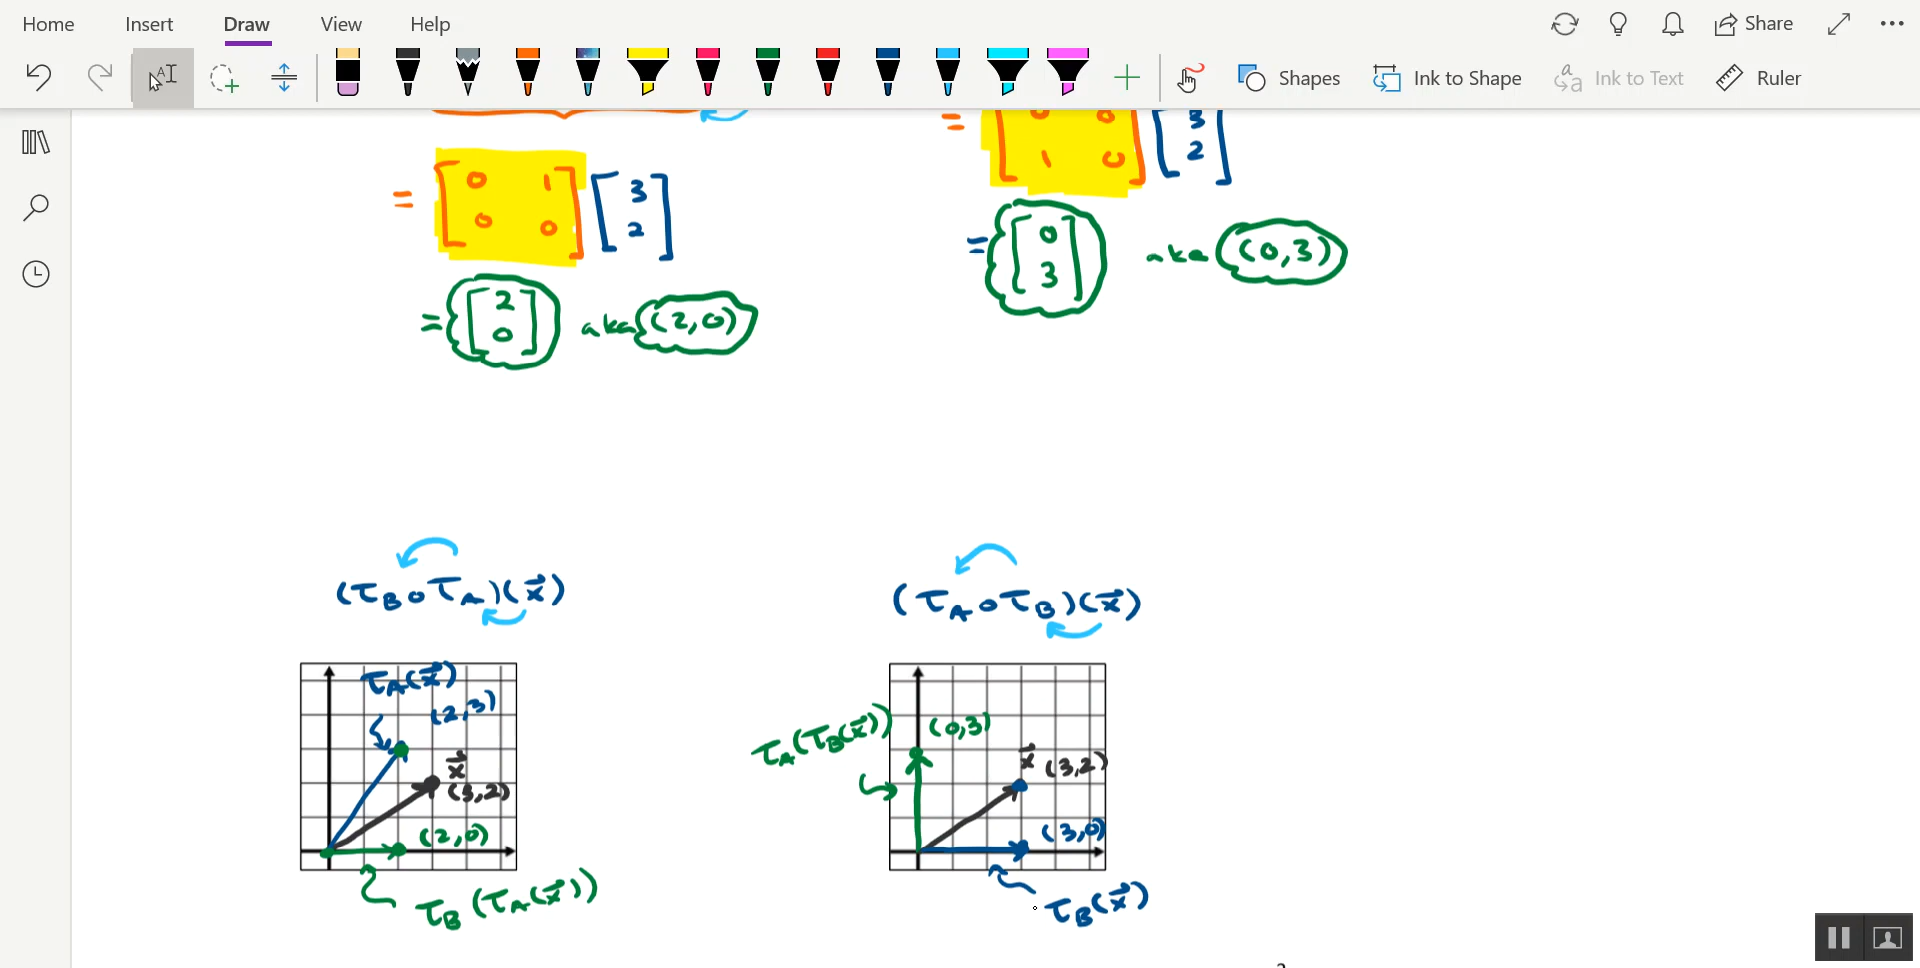 Home Insert Draw View Help Share
Shapes Ink to Shape Ink to Text Ruler
= [0 1; 0 0] [3; 2]
= [2; 0] aka (2,0)
= [0 0; 1 0] [3; 2]
= [0; 3] aka (0,3)
(T_B ∘ T_A)(x⃗)
T_A(x⃗)
(2,3)
x⃗
(3,2)
(2,0)
T_B(T_A(x⃗))
(T_A ∘ T_B)(x⃗)
T_A(T_B(x⃗))
(0,3)
x⃗ (3,2)
(3,0)
T_B(x⃗)